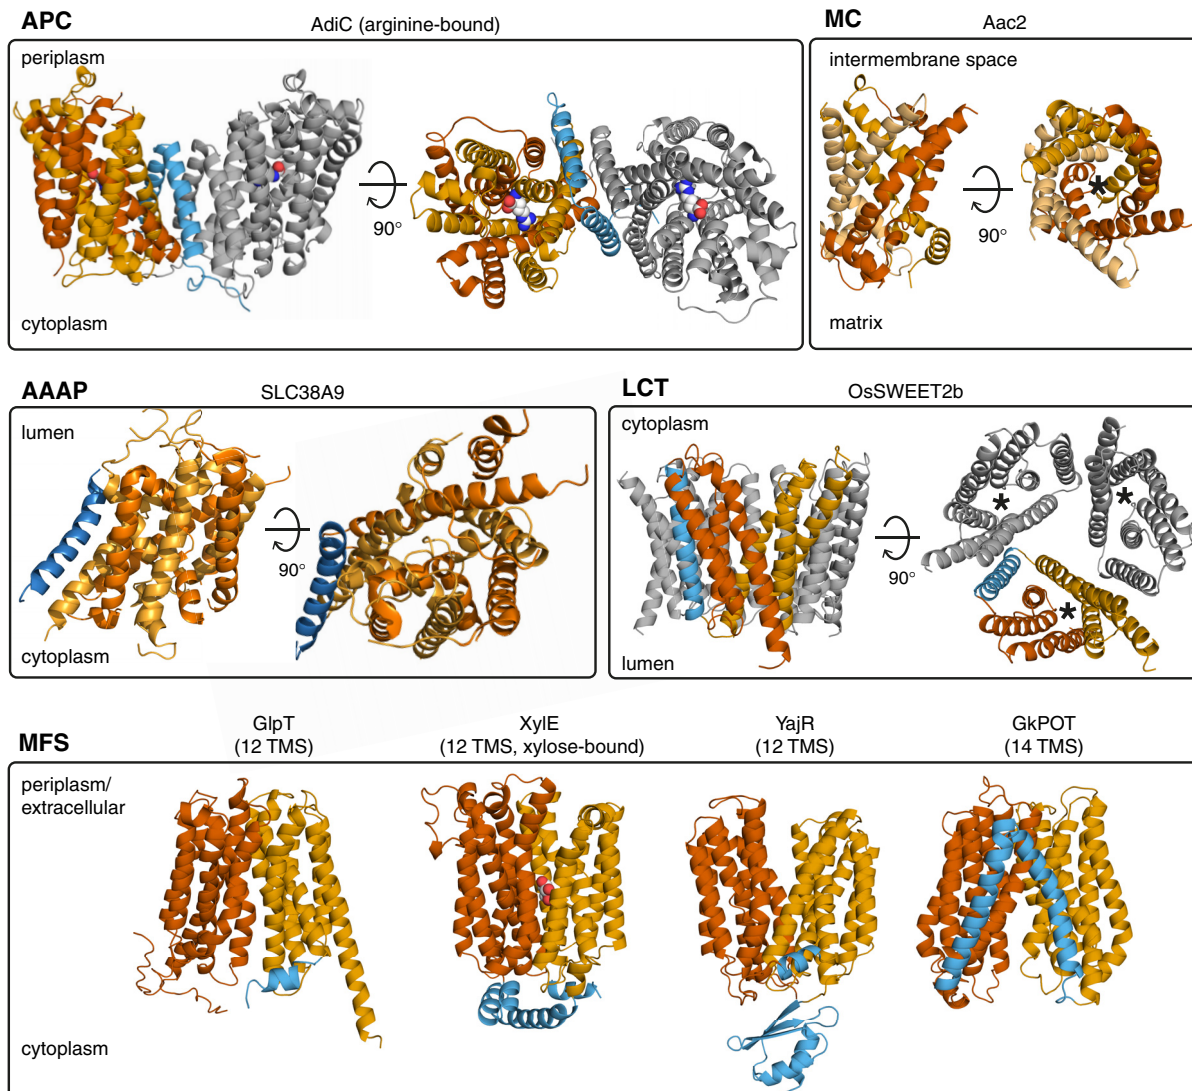 APC
AdiC (arginine-bound)
periplasm
90°
cytoplasm
MC
Aac2
intermembrane space
*
90°
matrix
AAAP
SLC38A9
lumen
90°
cytoplasm
LCT
OsSWEET2b
cytoplasm
*
*
90°
*
lumen
MFS
GlpT
(12 TMS)
XylE
(12 TMS, xylose-bound)
YajR
(12 TMS)
GkPOT
(14 TMS)
periplasm/
extracellular
cytoplasm